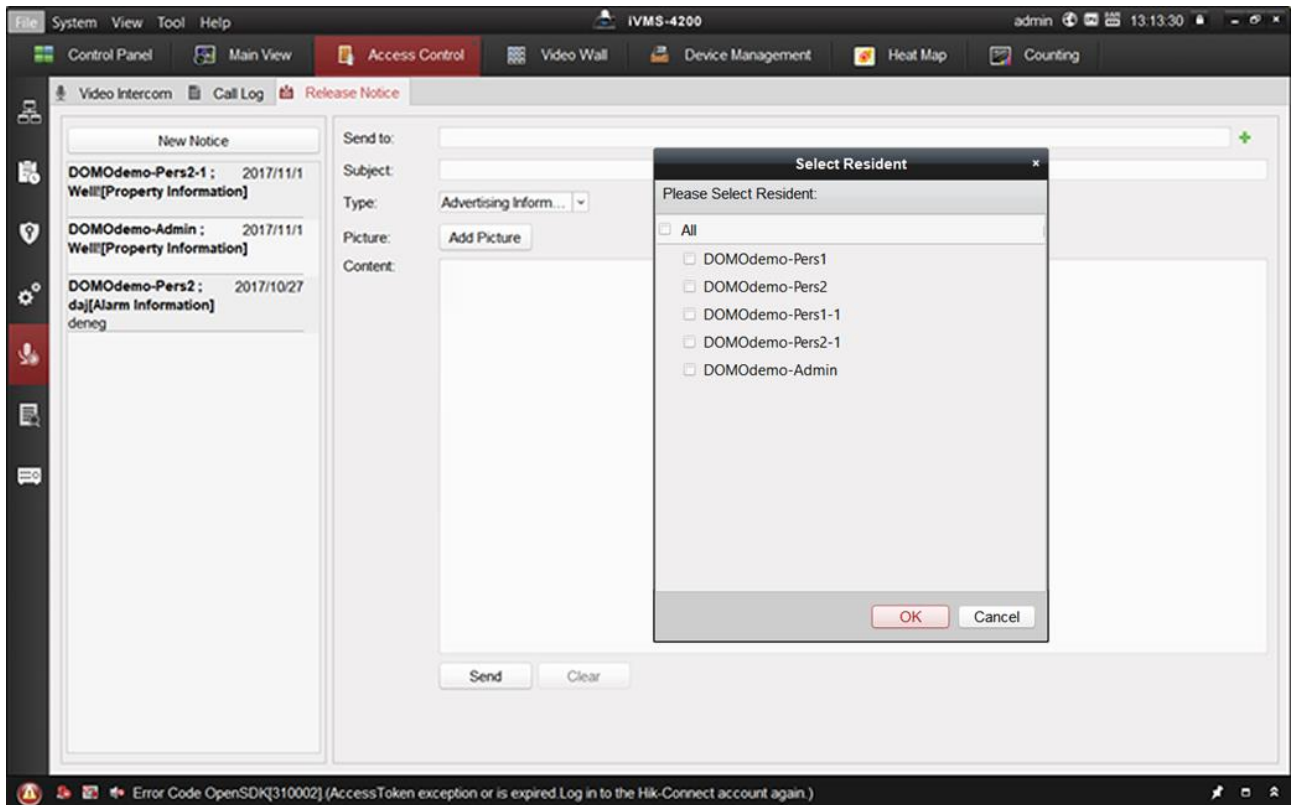 File System View Tool Help iVMS-4200 admin 13:13:30
Control Panel Main View Access Control Video Wall Device Management Heat Map Counting
Video Intercom Call Log Release Notice
New Notice
DOMOdemo-Pers2-1 ; 2017/11/1
Well![Property Information]
DOMOdemo-Admin ; 2017/11/1
Well![Property Information]
DOMOdemo-Pers2 ; 2017/10/27
daj[Alarm Information]
deneg
Send to:
Subject:
Type: Advertising Inform...
Picture: Add Picture
Content:
Send Clear
Select Resident
Please Select Resident:
All
DOMOdemo-Pers1
DOMOdemo-Pers2
DOMOdemo-Pers1-1
DOMOdemo-Pers2-1
DOMOdemo-Admin
OK Cancel
Error Code OpenSDK[310002].(AccessToken exception or is expired.Log in to the Hik-Connect account again.)